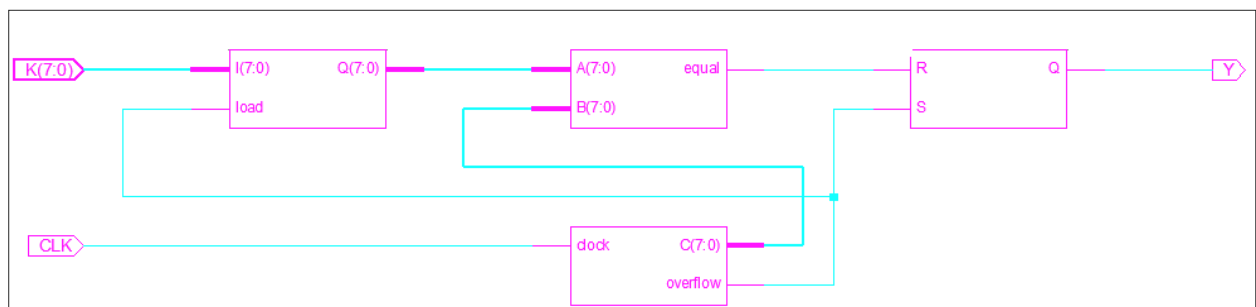 K(7:0)
I(7:0)
Q(7:0)
load
A(7:0)
equal
B(7:0)
R
Q
S
Y
CLK
clock
C(7:0)
overflow